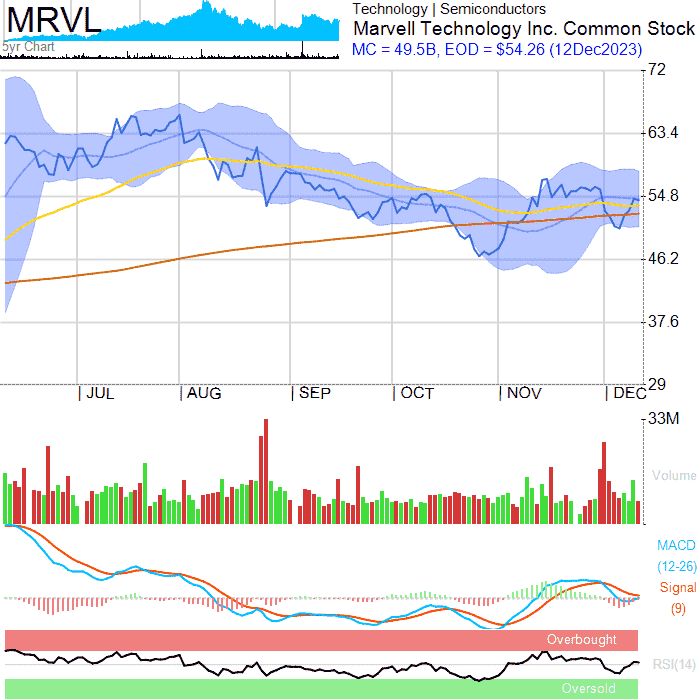 MRVL
5yr Chart
Technology | Semiconductors
Marvell Technology Inc. Common Stock
MC = 49.5B, EOD = $54.26 (12Dec2023)
72
63.4
54.8
46.2
37.6
29
| JUL | AUG | SEP | OCT | NOV | DEC
33M
Volume
MACD
(12-26)
Signal
(9)
Overbought
RSI(14)
Oversold